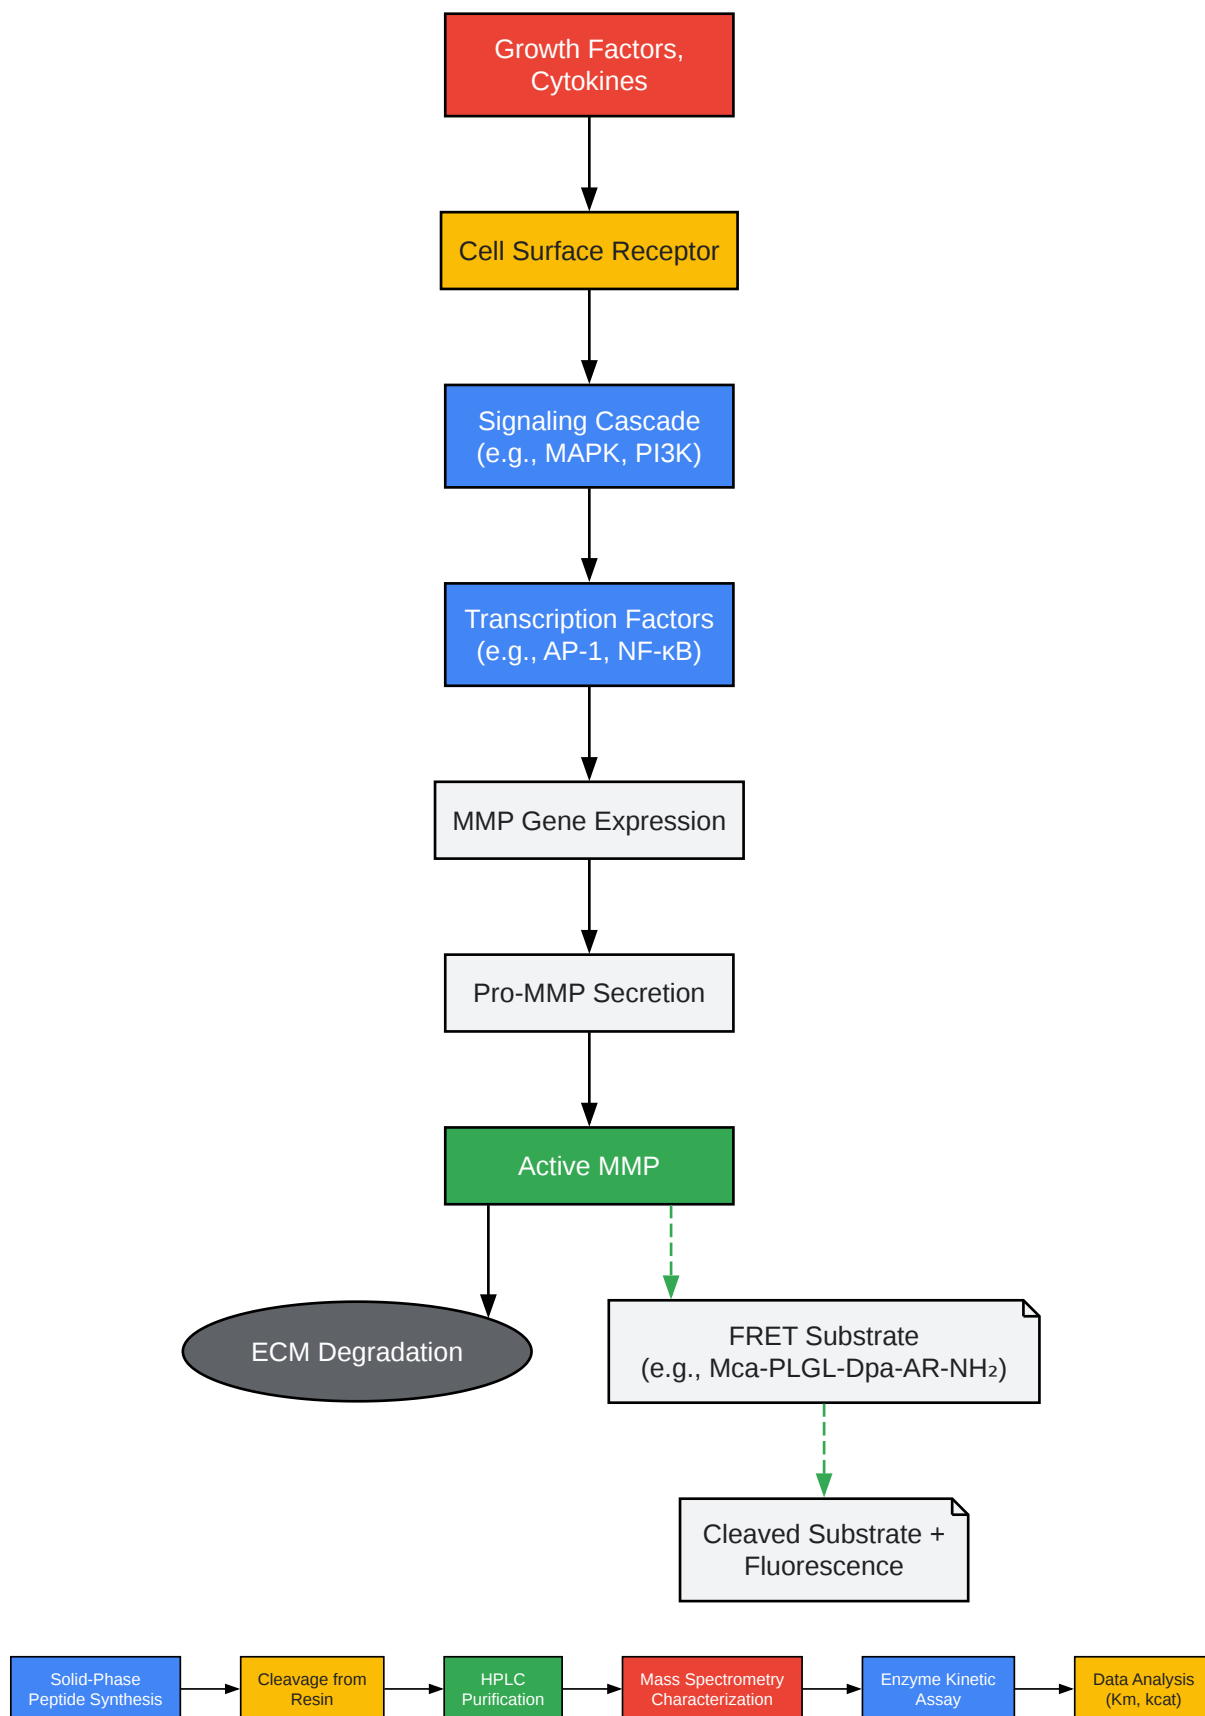 Growth Factors,
Cytokines
Cell Surface Receptor
Signaling Cascade
(e.g., MAPK, PI3K)
Transcription Factors
(e.g., AP-1, NF-κB)
MMP Gene Expression
Pro-MMP Secretion
Active MMP
ECM Degradation
FRET Substrate
(e.g., Mca-PLGL-Dpa-AR-NH₂)
Cleaved Substrate +
Fluorescence
Solid-Phase
Peptide Synthesis
Cleavage from
Resin
HPLC
Purification
Mass Spectrometry
Characterization
Enzyme Kinetic
Assay
Data Analysis
(Km, kcat)